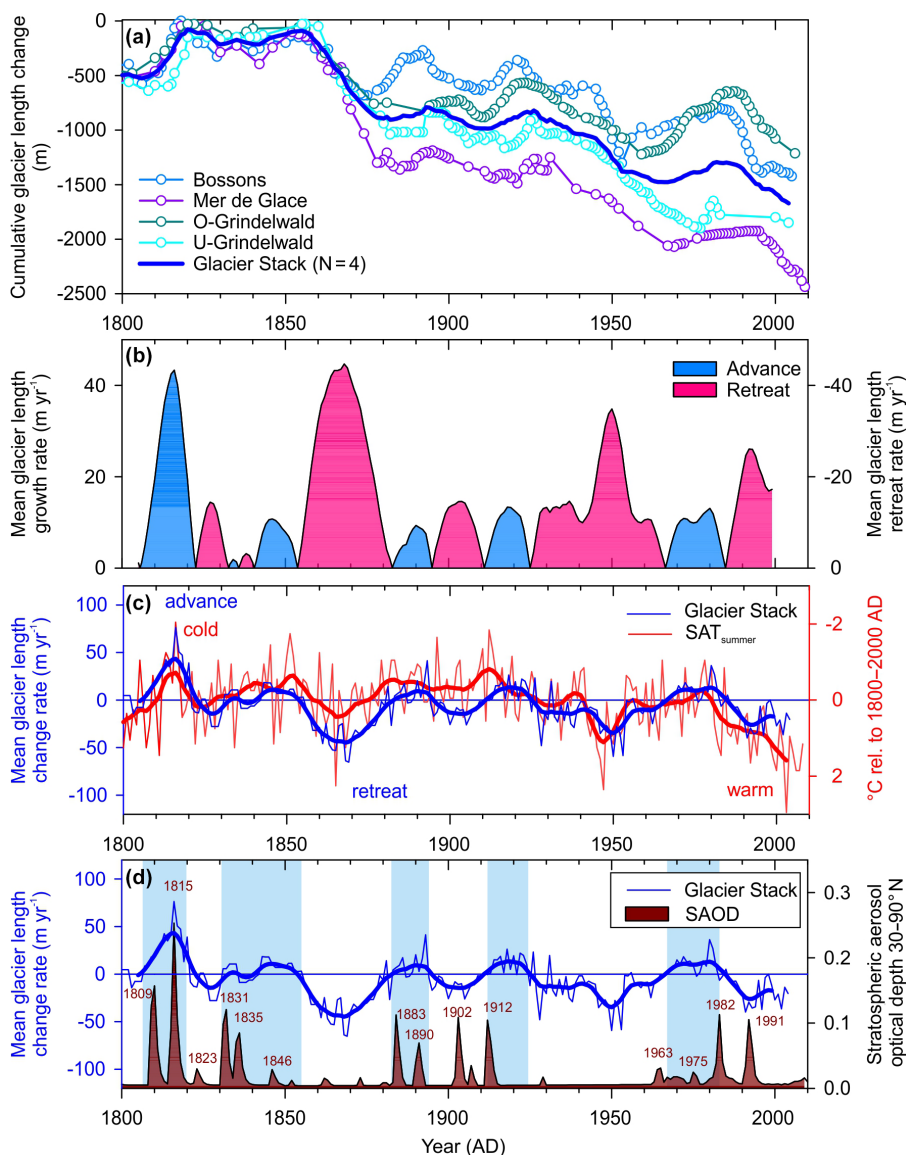 (a)
0
-500
-1000
-1500
-2000
-2500
Cumulative glacier length change
(m)
Bossons
Mer de Glace
O-Grindelwald
U-Grindelwald
Glacier Stack (N=4)
1800 1850 1900 1950 2000
(b)
Mean glacier length
growth rate (m yr⁻¹)
40
20
0
Advance
Retreat
-40
-20
0
Mean glacier length
retreat rate (m yr⁻¹)
(c)
Mean glacier length
change rate (m yr⁻¹)
100
50
0
-50
-100
advance
cold
retreat
warm
Glacier Stack
SATsummer
-2
0
2
°C rel. to 1800–2000 AD
1800 1850 1900 1950 2000
(d)
Mean glacier length
change rate (m yr⁻¹)
100
50
0
-50
-100
Glacier Stack
SAOD
1815
1809
1831
1835
1823
1846
1883
1890
1902
1912
1963
1975
1982
1991
0.3
0.2
0.1
0.0
Stratospheric aerosol
optical depth 30–90° N
1800 1850 1900 1950 2000
Year (AD)